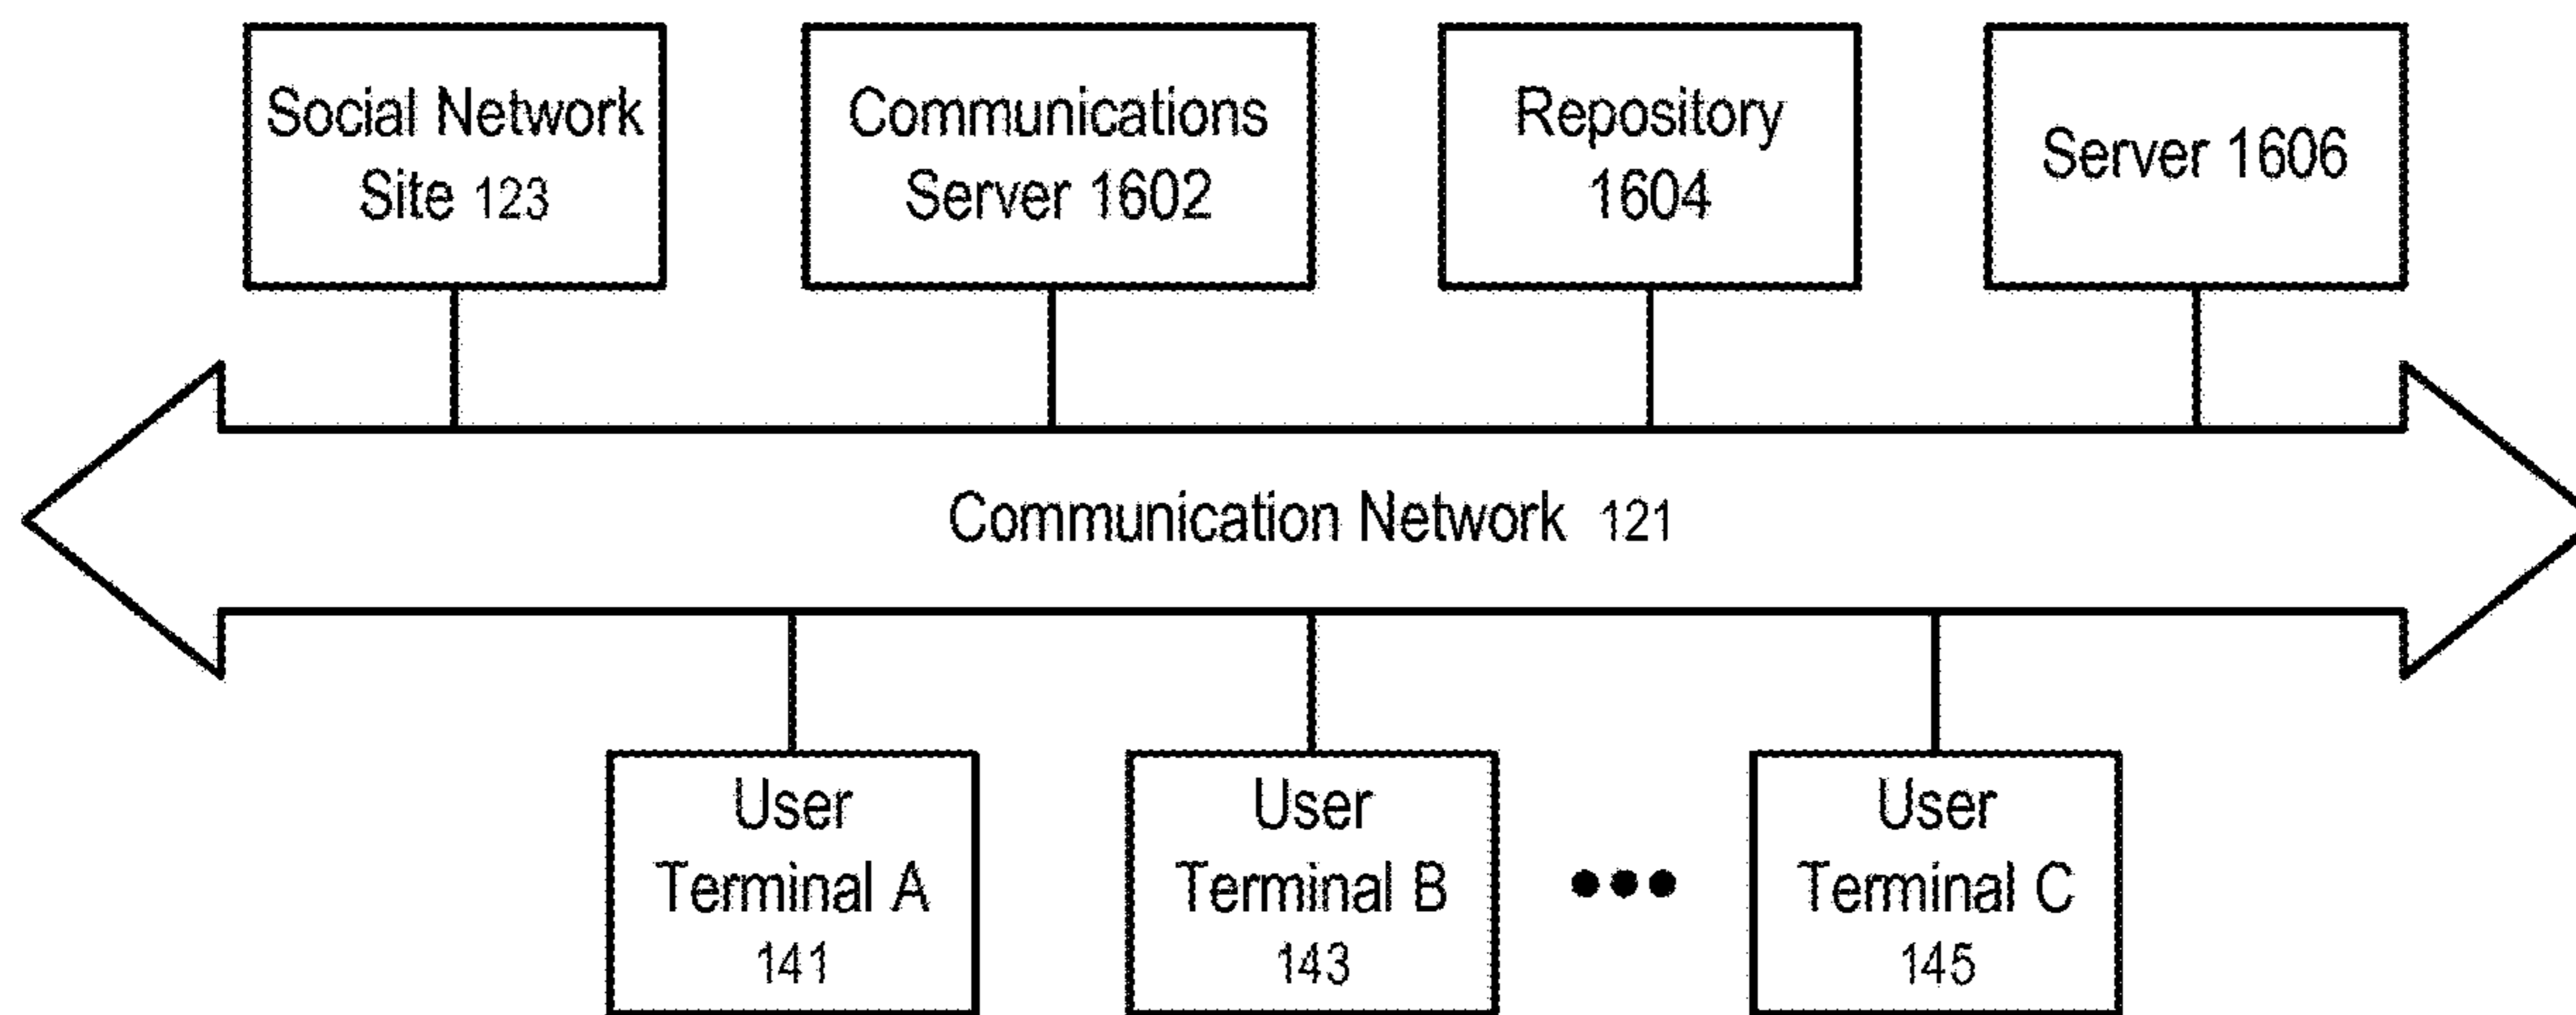 Social Network
Site 123
Communications
Server 1602
Repository
1604
Server 1606
Communication Network 121
User
Terminal A
141
User
Terminal B
143
User
Terminal C
145